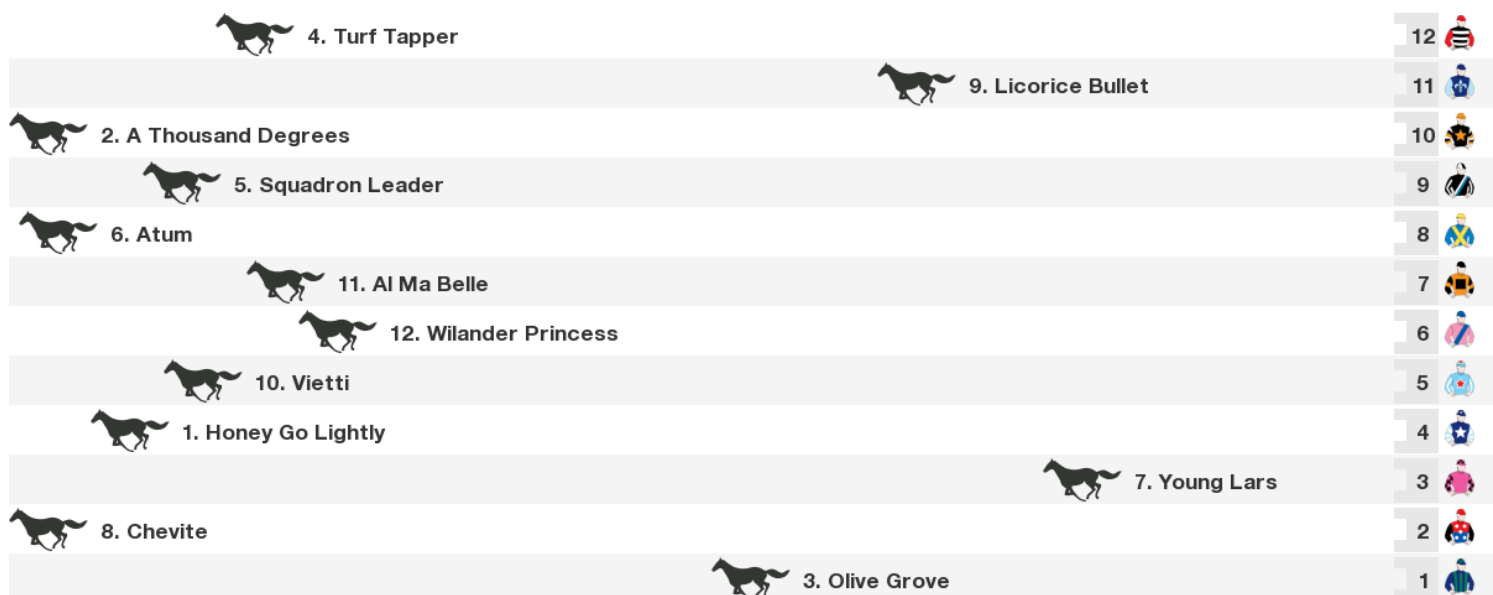 4. Turf Tapper 12
9. Licorice Bullet 11
2. A Thousand Degrees 10
5. Squadron Leader 9
6. Atum 8
11. Al Ma Belle 7
12. Wilander Princess 6
10. Vietti 5
1. Honey Go Lightly 4
7. Young Lars 3
8. Chevite 2
3. Olive Grove 1